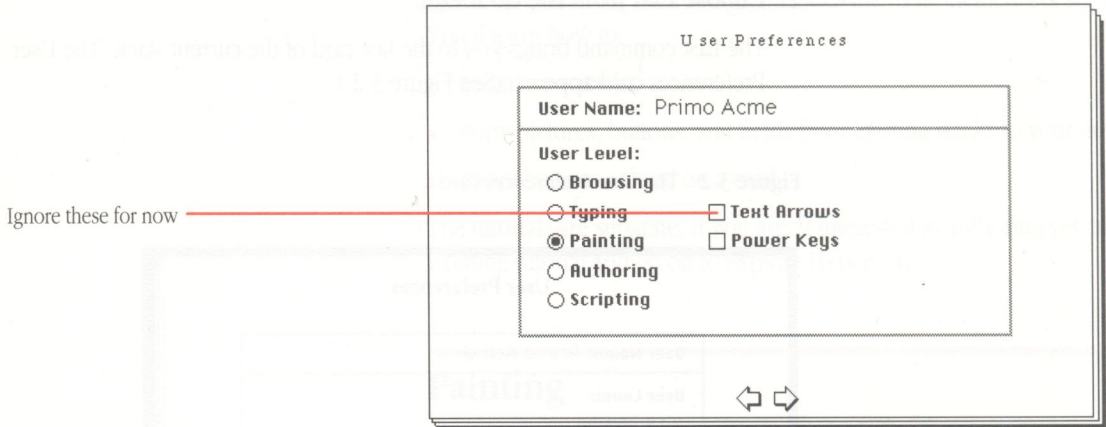 User Preferences
User Name: Primo Acme
User Level:
Browsing
Ignore these for now
Typing Text Arrows
Painting Power Keys
Authoring
Scripting